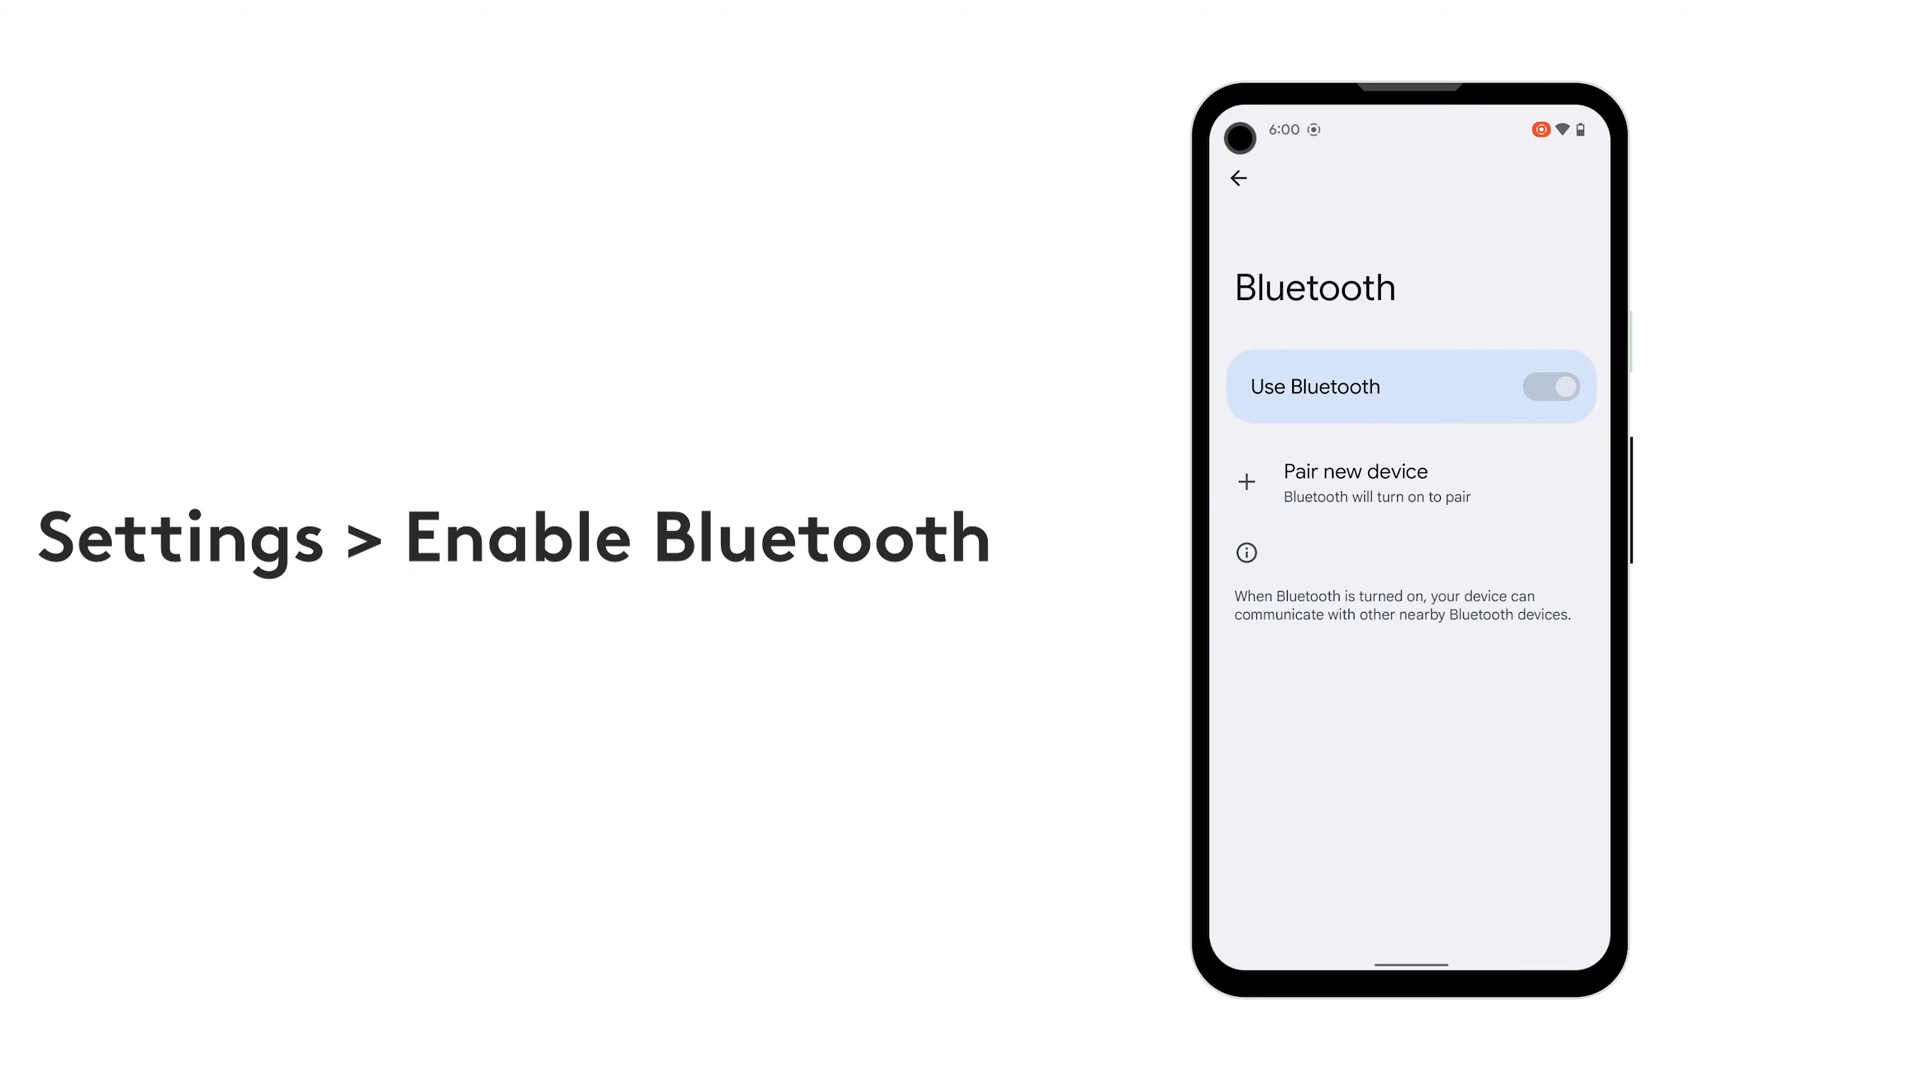 Settings > Enable Bluetooth
6:00
Bluetooth
Use Bluetooth
Pair new device
Bluetooth will turn on to pair
When Bluetooth is turned on, your device can
communicate with other nearby Bluetooth devices.